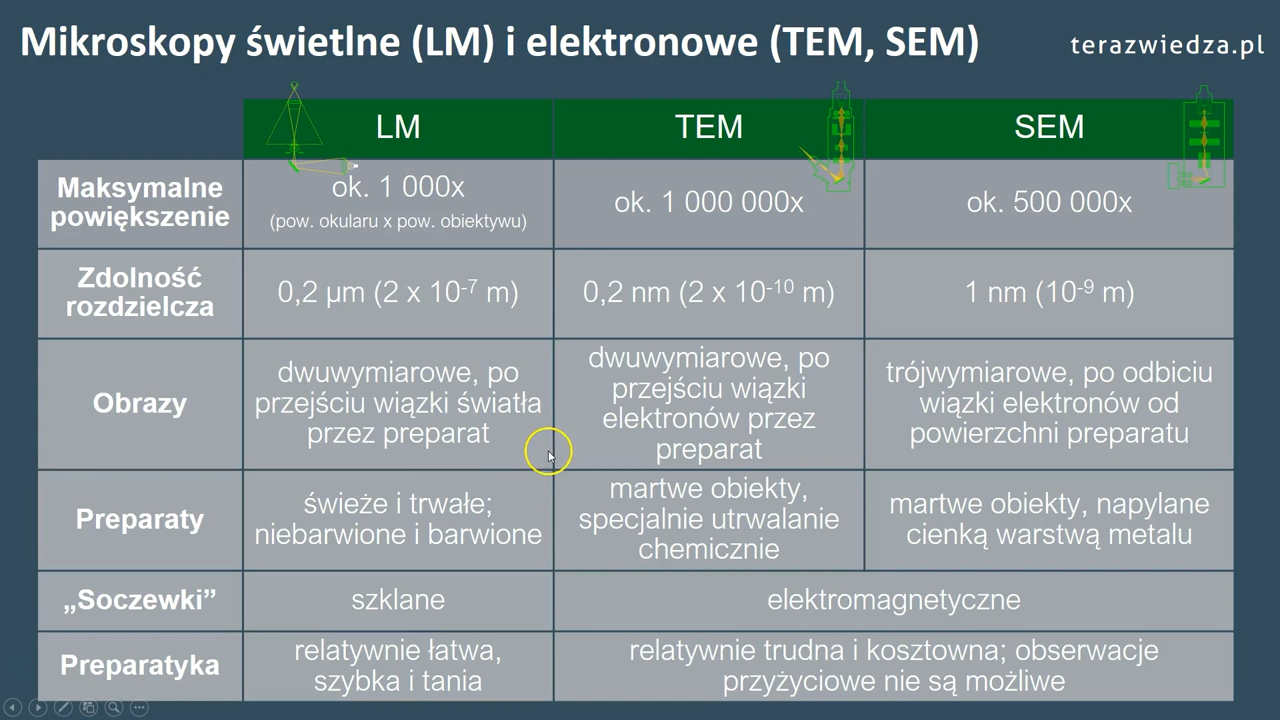 Mikroskopy świetlne (LM) i elektronowe (TEM, SEM)
terazwiedza.pl
LM
TEM
SEM
Maksymalne
powiększenie
ok. 1 000x
(pow. okularu x pow. obiektywu)
ok. 1 000 000x
ok. 500 000x
Zdolność
rozdzielcza
0,2 µm (2 x 10⁻⁷ m)
0,2 nm (2 x 10⁻¹⁰ m)
1 nm (10⁻⁹ m)
Obrazy
dwuwymiarowe, po
przejściu wiązki światła
przez preparat
dwuwymiarowe, po
przejściu wiązki
elektronów przez
preparat
trójwymiarowe, po odbiciu
wiązki elektronów od
powierzchni preparatu
Preparaty
świeże i trwałe;
niebarwione i barwione
martwe obiekty,
specjalnie utrwalanie
chemicznie
martwe obiekty, napylane
cienką warstwą metalu
„Soczewki”
szklane
elektromagnetyczne
Preparatyka
relatywnie łatwa,
szybka i tania
relatywnie trudna i kosztowna; obserwacje
przyżyciowe nie są możliwe